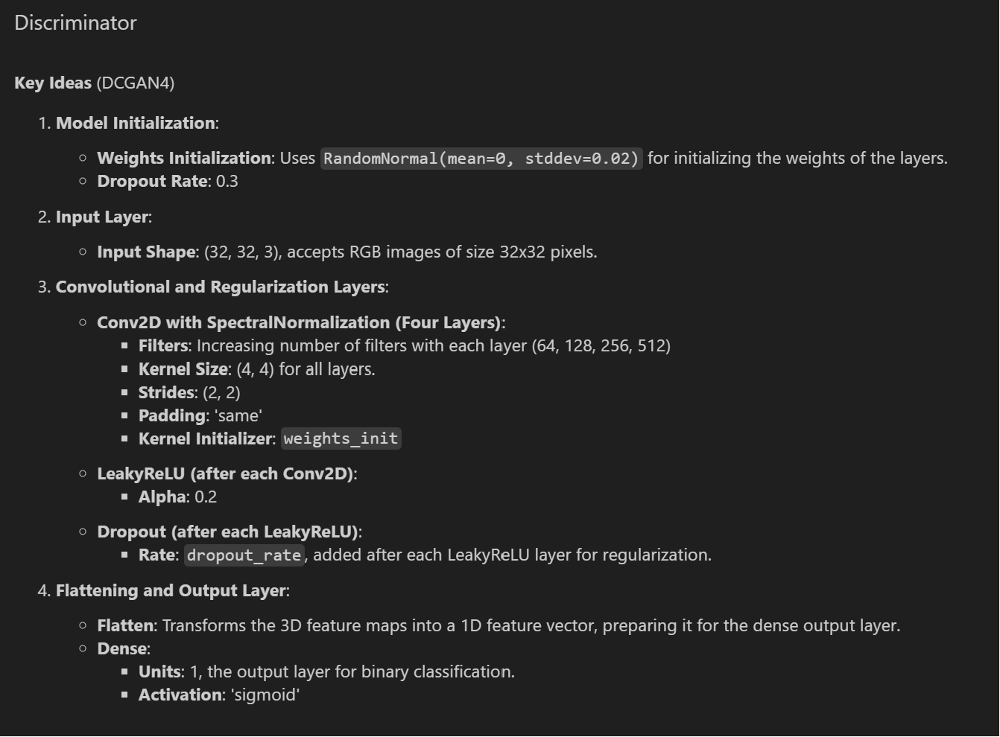 Discriminator
Key Ideas (DCGAN4)
1. Model Initialization:
○ Weights Initialization: Uses RandomNormal(mean=0, stddev=0.02) for initializing the weights of the layers.
○ Dropout Rate: 0.3
2. Input Layer:
○ Input Shape: (32, 32, 3), accepts RGB images of size 32x32 pixels.
3. Convolutional and Regularization Layers:
○ Conv2D with SpectralNormalization (Four Layers):
▪ Filters: Increasing number of filters with each layer (64, 128, 256, 512)
▪ Kernel Size: (4, 4) for all layers.
▪ Strides: (2, 2)
▪ Padding: 'same'
▪ Kernel Initializer: weights_init
○ LeakyReLU (after each Conv2D):
▪ Alpha: 0.2
○ Dropout (after each LeakyReLU):
▪ Rate: dropout_rate, added after each LeakyReLU layer for regularization.
4. Flattening and Output Layer:
○ Flatten: Transforms the 3D feature maps into a 1D feature vector, preparing it for the dense output layer.
○ Dense:
▪ Units: 1, the output layer for binary classification.
▪ Activation: 'sigmoid'